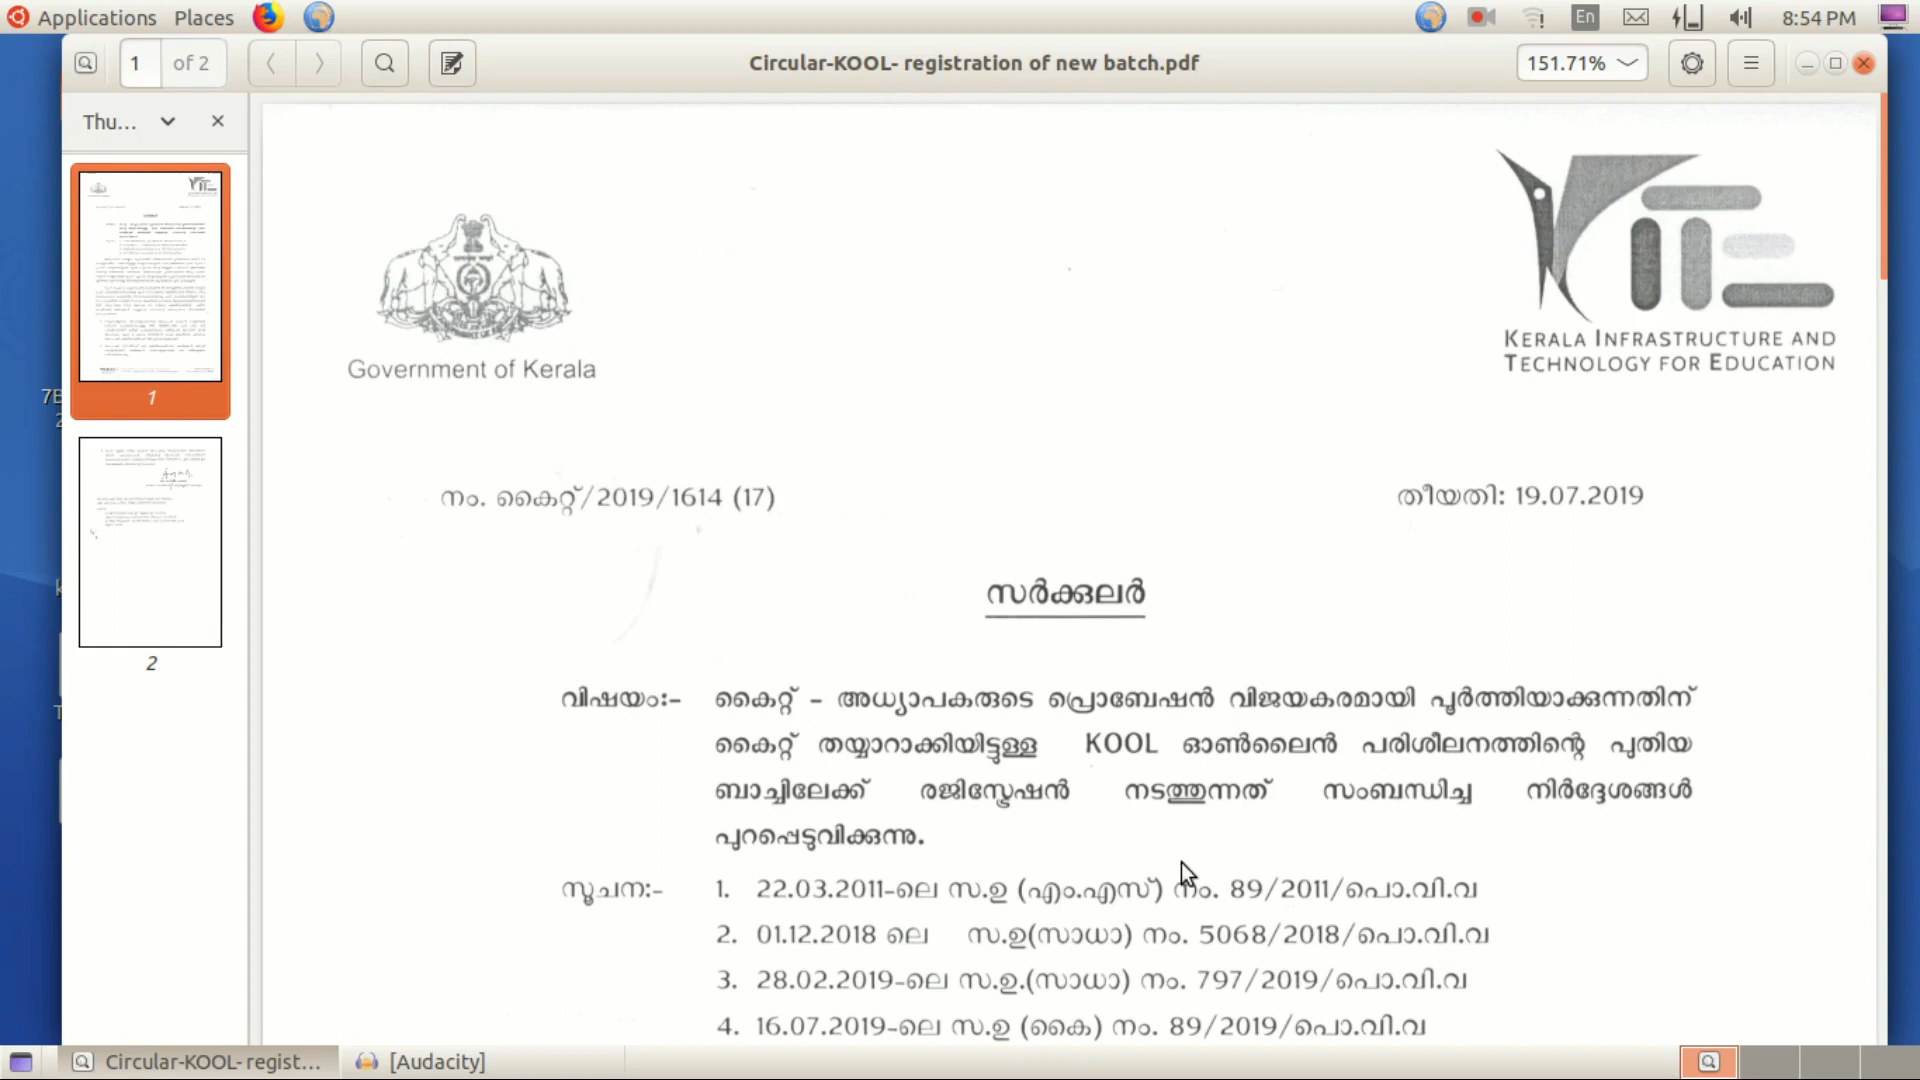 Applications Places En 8:54 PM
1 of 2 Circular-KOOL- registration of new batch.pdf 151.71%
Thu...
1
2
Government of Kerala
KITE
KERALA INFRASTRUCTURE AND
TECHNOLOGY FOR EDUCATION
നം. കൈറ്റ്/2019/1614 (17) തീയതി: 19.07.2019
സർക്കുലർ
വിഷയം:- കൈറ്റ് - അധ്യാപകരുടെ പ്രൊബേഷൻ വിജയകരമായി പൂർത്തിയാക്കുന്നതിന്
കൈറ്റ് തയ്യാറാക്കിയിട്ടുള്ള KOOL ഓൺലൈൻ പരിശീലനത്തിന്റെ പുതിയ
ബാച്ചിലേക്ക് രജിസ്ട്രേഷൻ നടത്തുന്നത് സംബന്ധിച്ച നിർദ്ദേശങ്ങൾ
പുറപ്പെടുവിക്കുന്നു.
സൂചന:- 1. 22.03.2011-ലെ സ.ഉ (എം.എസ്) നം. 89/2011/പൊ.വി.വ
2. 01.12.2018 ലെ സ.ഉ(സാധാ) നം. 5068/2018/പൊ.വി.വ
3. 28.02.2019-ലെ സ.ഉ.(സാധാ) നം. 797/2019/പൊ.വി.വ
4. 16.07.2019-ലെ സ.ഉ (കൈ) നം. 89/2019/പൊ.വി.വ
Circular-KOOL- regist... [Audacity]